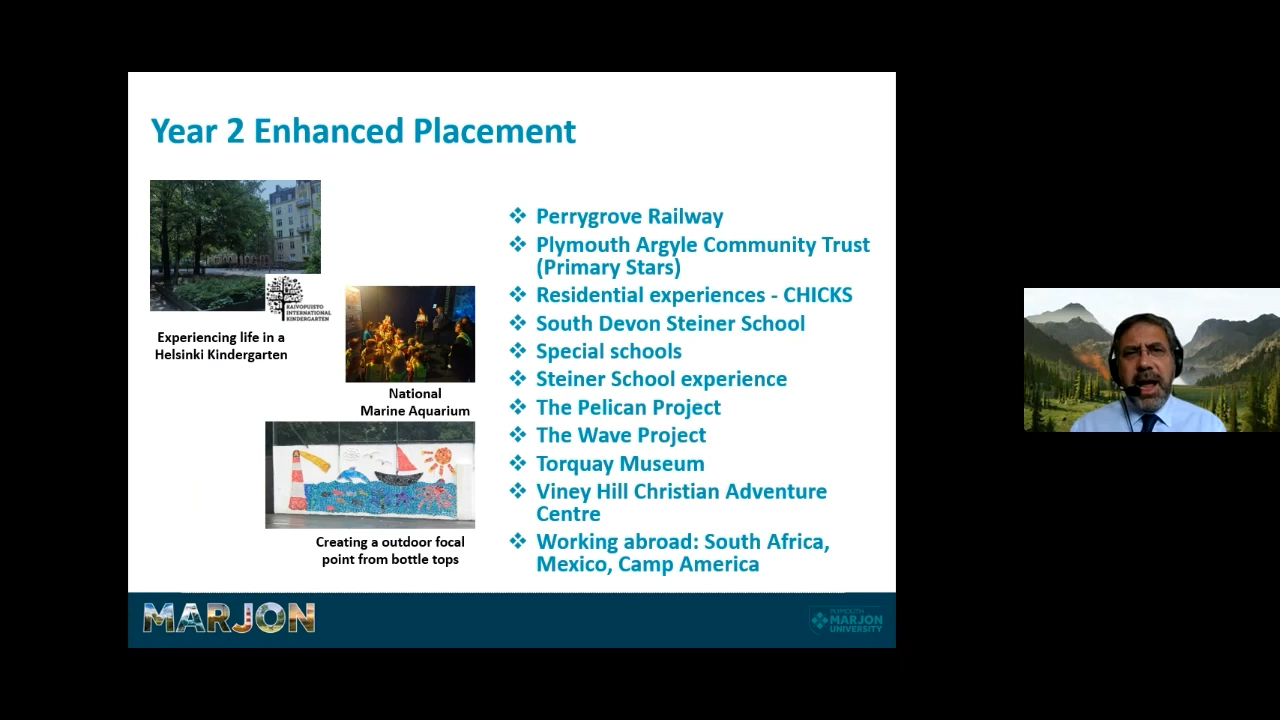 Year 2 Enhanced Placement
KAIVOPUISTO
INTERNATIONAL
KINDERGARTEN
Experiencing life in a
Helsinki Kindergarten
National
Marine Aquarium
Creating a outdoor focal
point from bottle tops
❖ Perrygrove Railway
❖ Plymouth Argyle Community Trust
(Primary Stars)
❖ Residential experiences - CHICKS
❖ South Devon Steiner School
❖ Special schools
❖ Steiner School experience
❖ The Pelican Project
❖ The Wave Project
❖ Torquay Museum
❖ Viney Hill Christian Adventure
Centre
❖ Working abroad: South Africa,
Mexico, Camp America
MARJON
PLYMOUTH
MARJON
UNIVERSITY